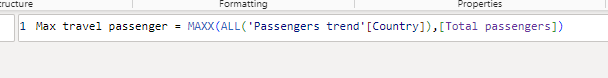 ructure Formatting Properties
1 Max travel passenger = MAXX(ALL('Passengers trend'[Country]),[Total passengers])